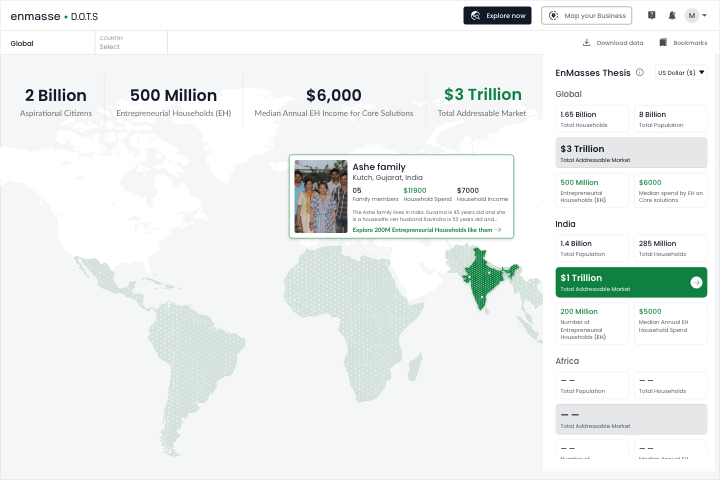 enmasse • D.O.T.S
Explore now
Map your Business
M
Global
COUNTRY
Select
Download data
Bookmarks
2 Billion
Aspirational Citizens
500 Million
Entrepreneurial Households (EH)
$6,000
Median Annual EH Income for Core Solutions
$3 Trillion
Total Addressable Market
Ashe family
Kutch, Gujarat, India
05
Family members
$11900
Household Spend
$7000
Household Income
The Ashe family lives in India. Suvarna is 45 years old and she
is a housewife. Her husband Ravindra is 53 years old and...
Explore 200M Entreprenneurial Households like them →
EnMasses Thesis
US Dollar ($)
Global
1.65 Billion
Total Households
8 Billion
Total Population
$3 Trillion
Total Addressable Market
500 Million
Entrepreneurial
Households (EH)
$6000
Median spend by EH on
Core solutions
India
1.4 Billion
Total Population
285 Million
Total Households
$1 Trillion
Total Addressable Market
200 Million
Number of
Entrepreneurial
Households (EH)
$5000
Median Annual EH
Household Spend
Africa
— —
Total Population
— —
Total Households
— —
Total Addressable Market
— —
Number of
— —
Median Annual EH